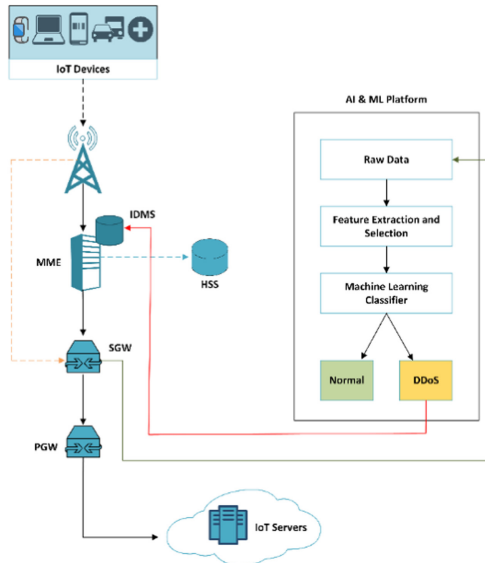 IoT Devices
AI & ML Platform
Raw Data
IDMS
Feature Extraction and
Selection
MME
HSS
Machine Learning
Classifier
SGW
Normal
DDoS
PGW
IoT Servers